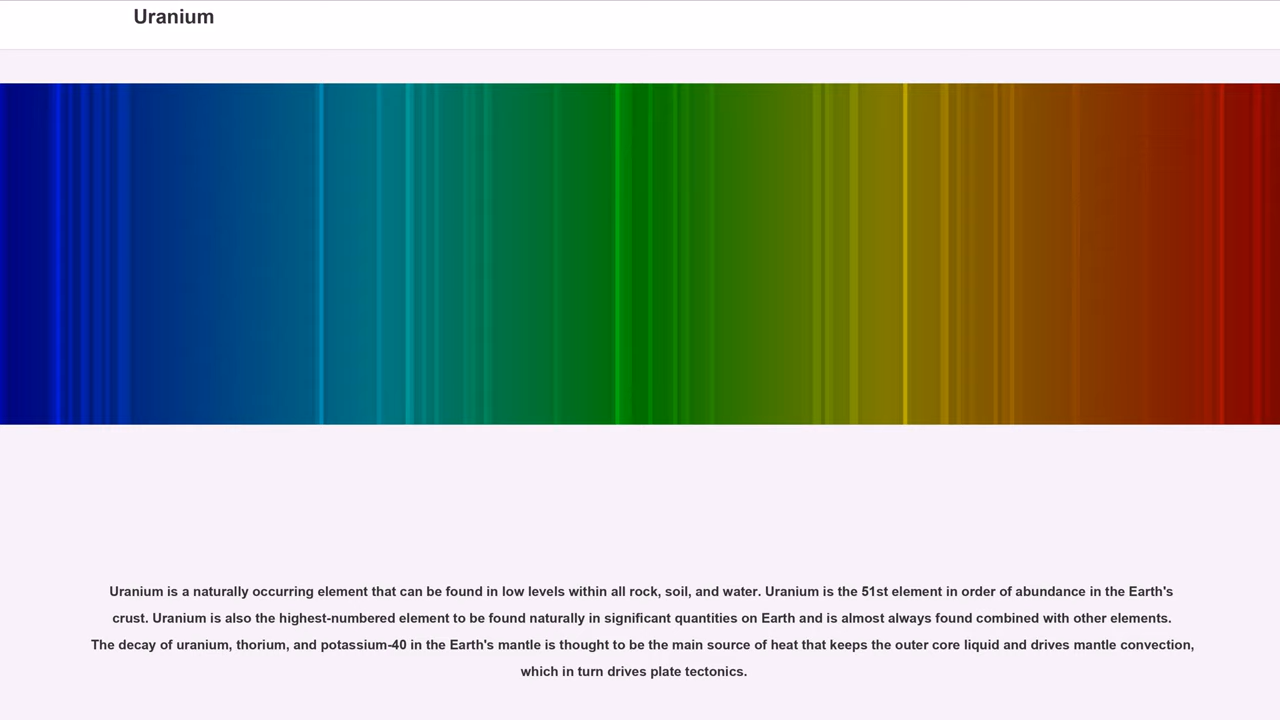 Uranium
Uranium is a naturally occurring element that can be found in low levels within all rock, soil, and water. Uranium is the 51st element in order of abundance in the Earth's
crust. Uranium is also the highest-numbered element to be found naturally in significant quantities on Earth and is almost always found combined with other elements.
The decay of uranium, thorium, and potassium-40 in the Earth's mantle is thought to be the main source of heat that keeps the outer core liquid and drives mantle convection,
which in turn drives plate tectonics.